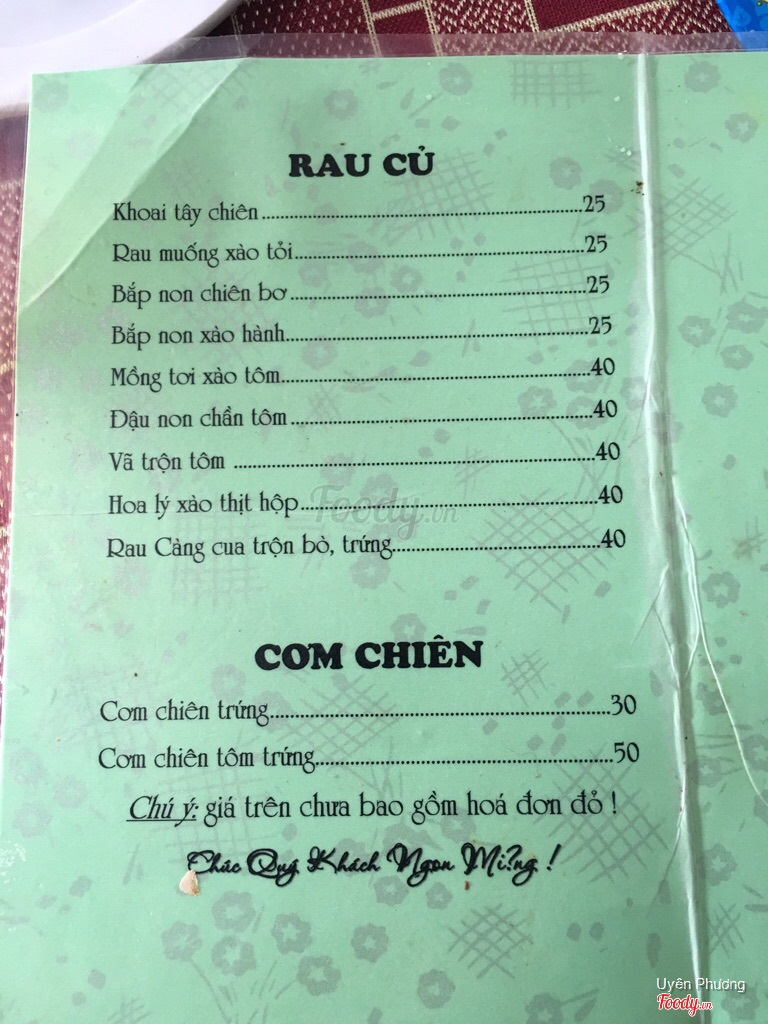 RAU CỦ
Khoai tây chiên................25
Rau muống xào tỏi................25
Bắp non chiên bơ................25
Bắp non xào hành................25
Mồng tơi xào tôm................40
Đậu non chần tôm................40
Vã trộn tôm................40
Hoa lý xào thịt hộp................40
Rau Càng cua trộn bò, trứng................40
Foody.vn
CƠM CHIÊN
Cơm chiên trứng................30
Cơm chiên tôm trứng................50
Chú ý: giá trên chưa bao gồm hoá đơn đỏ !
Chúc Quý Khách Ngon Mi?ng !
Uyên Phương
Foody.vn